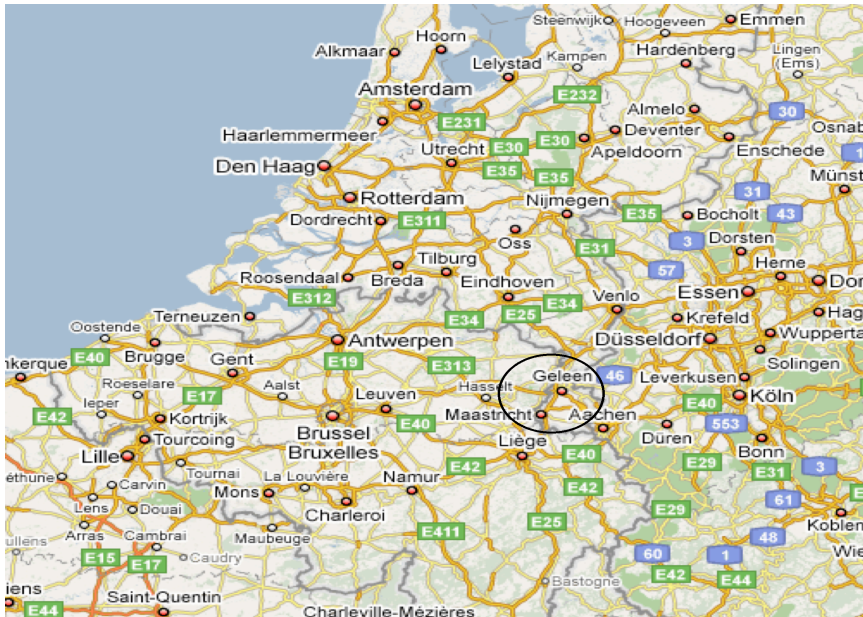 Steenwijk
Hoogeveen
Emmen
Hoorn
Alkmaar
Kampen
Hardenberg
Lingen
(Ems)
Lelystad
Amsterdam
E232
Almelo
30
E231
Haarlemmermeer
Deventer
Osnab
Utrecht
E30
E30
Apeldoorn
Enschede
1
Den Haag
E35
E35
Münst
Rotterdam
31
Nijmegen
Dordrecht
E311
E35
Bocholt
43
Oss
3
Dorsten
E31
Tilburg
57
Herne
Roosendaal
Breda
Eindhoven
Essen
Dor
E312
E34
Venlo
Terneuzen
E34
E25
Krefeld
Hag
Oostende
Antwerpen
Düsseldorf
Wupperta
E40
Brugge
E19
E313
Solingen
nkerque
Gent
Geleen
46
Leverkusen
Roeselare
E17
Aalst
Leuven
Hasselt
E40
Köln
Ieper
E42
Kortrijk
Brussel
Bruxelles
E40
Maastricht
Aachen
553
Tourcoing
Liège
Düren
Bonn
Lille
E42
E40
E29
E31
3
éthune
Tournai
La Louvière
Namur
E42
Carvin
Mons
61
Lens
Douai
Charleroi
E25
E29
Koblen
Arras
Cambrai
Maubeuge
E411
48
ullens
E15
E17
Caudry
60
1
Wie
iens
Bastogne
E42
E44
E44
Saint-Quentin
Charleville-Mézières